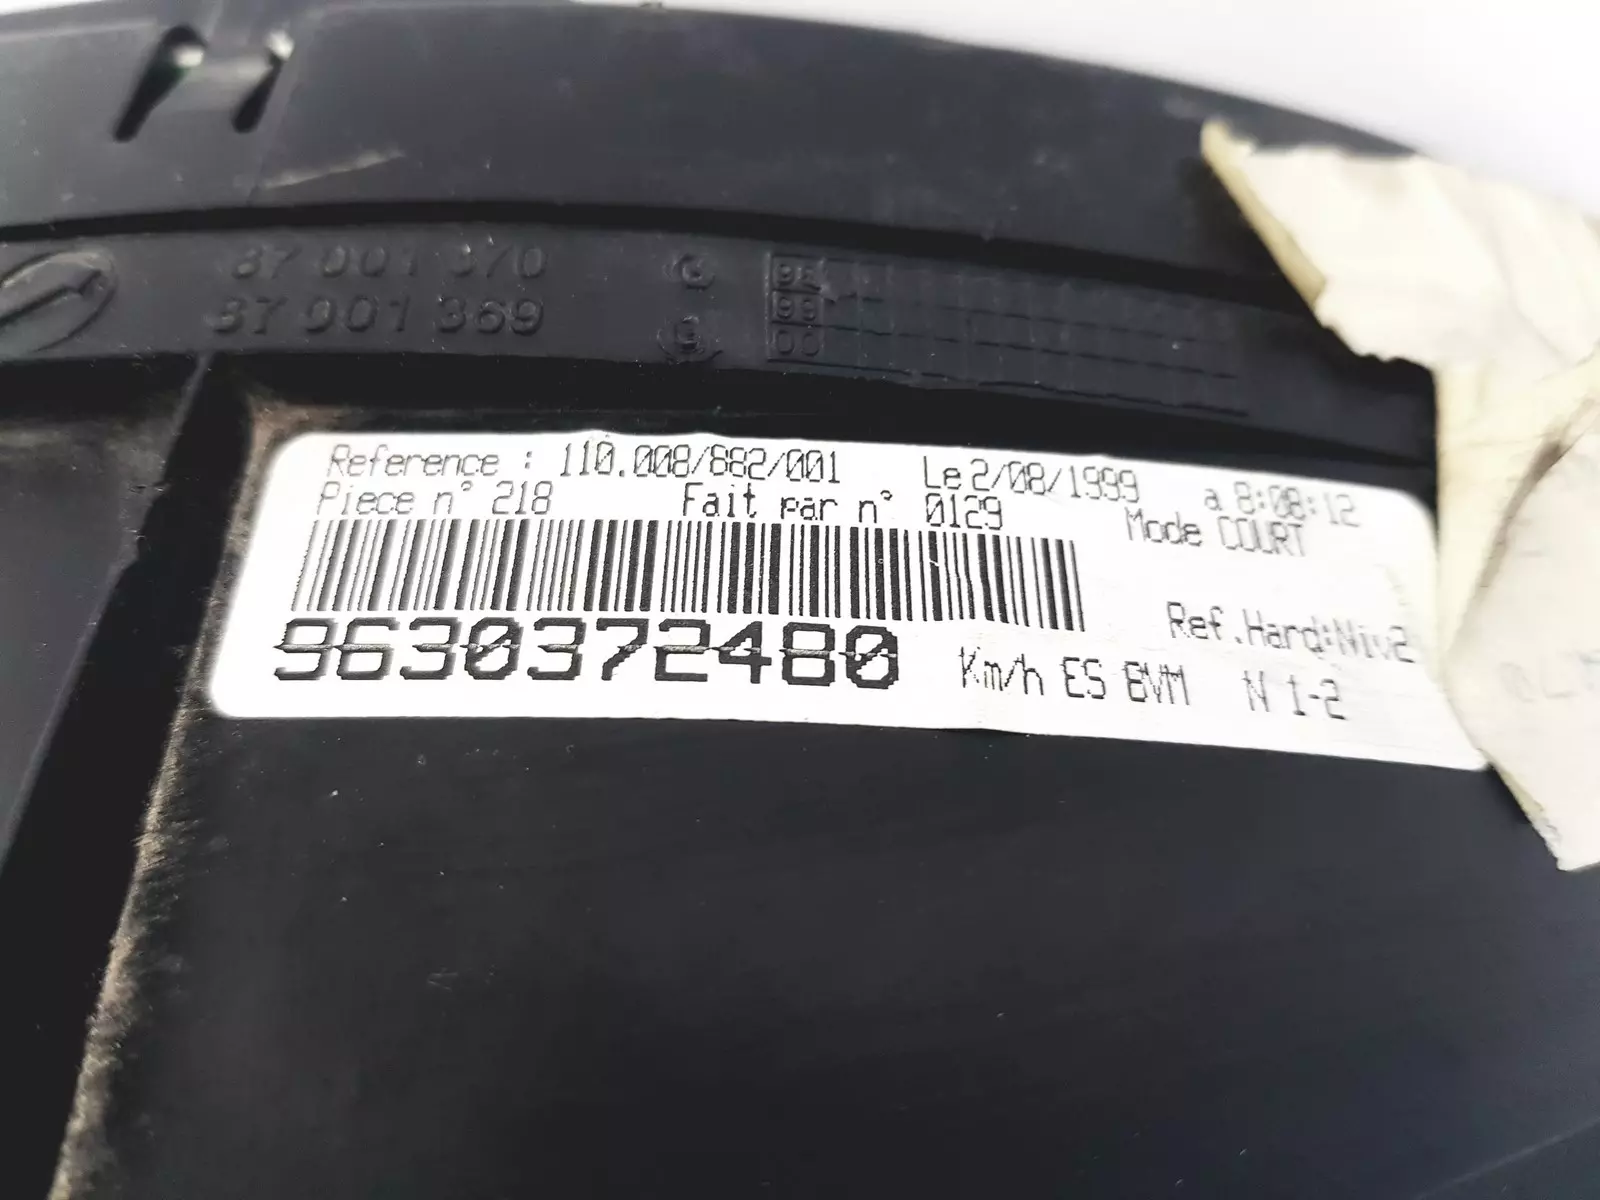 87 001 370
87 001 369
98
99
00
Reference : 110.008/882/001 Le 2/08/1999 a 8:08:12
Piece n° 218 Fait par n° 0129 Mode COURT
9630372480 Km/h ES BVM N 1-2
Ref.Hard:Niv2